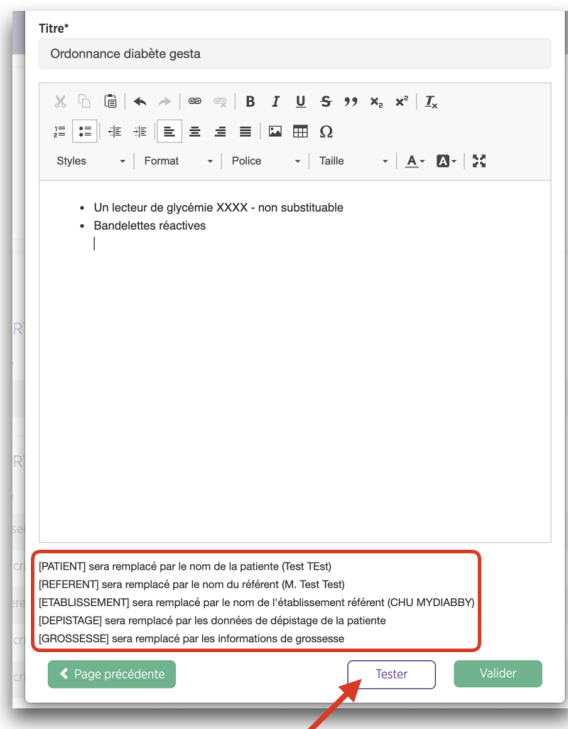 Titre*
Ordonnance diabète gesta
B I U S x₂ x² Iₓ
Ω
Styles Format Police Taille A A
Un lecteur de glycémie XXXX - non substituable
Bandelettes réactives
[PATIENT] sera remplacé par le nom de la patiente (Test TEst)
[REFERENT] sera remplacé par le nom du référent (M. Test Test)
[ETABLISSEMENT] sera remplacé par le nom de l'établissement référent (CHU MYDIABBY)
[DEPISTAGE] sera remplacé par les données de dépistage de la patiente
[GROSSESSE] sera remplacé par les informations de grossesse
Page précédente Tester Valider